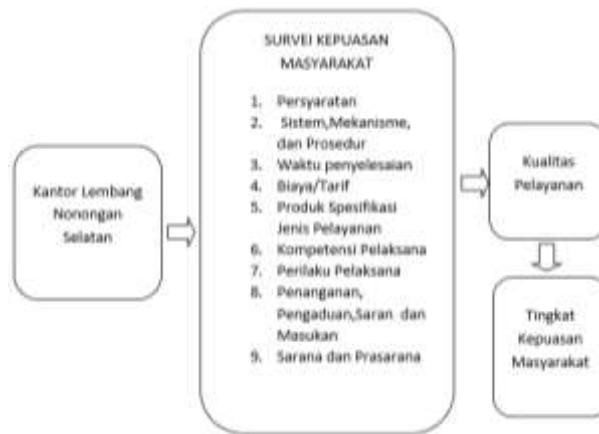 Kantor Lembang
Nonongan
Selatan
SURVEI KEPUASAN
MASYARAKAT
1. Persyaratan
2. Sistem,Mekanisme,
dan Prosedur
3. Waktu penyelesaian
4. Biaya/Tarif
5. Produk Spesifikasi
Jenis Pelayanan
6. Kompetensi Pelaksana
7. Perilaku Pelaksana
8. Penanganan,
Pengaduan,Saran dan
Masukan
9. Sarana dan Prasarana
Kualitas
Pelayanan
Tingkat
Kepuasan
Masyarakat